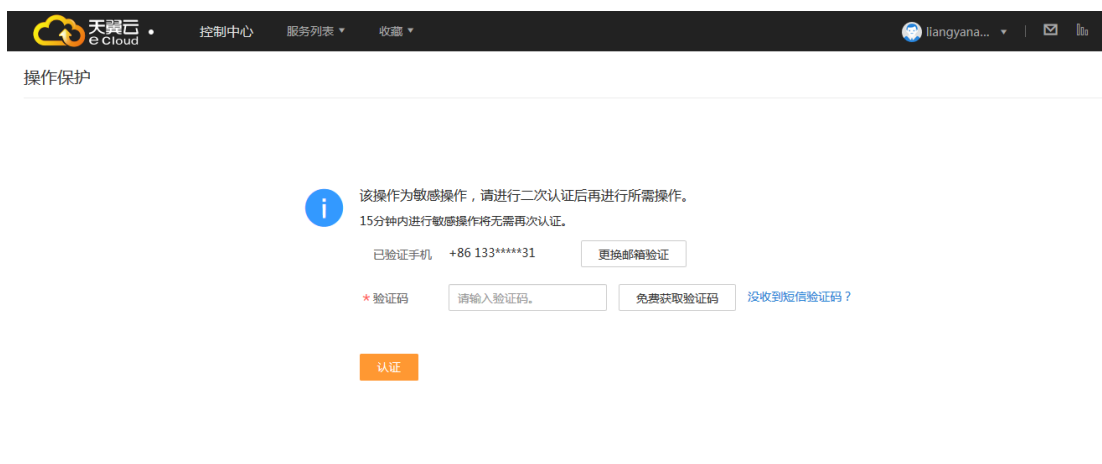 天翼云 控制中心 服务列表 收藏 liangyana...
e Cloud
操作保护
该操作为敏感操作，请进行二次认证后再进行所需操作。
15分钟内进行敏感操作将无需再次认证。
已验证手机 +86 133*****31 更换邮箱验证
* 验证码 请输入验证码。 免费获取验证码 没收到短信验证码？
认证